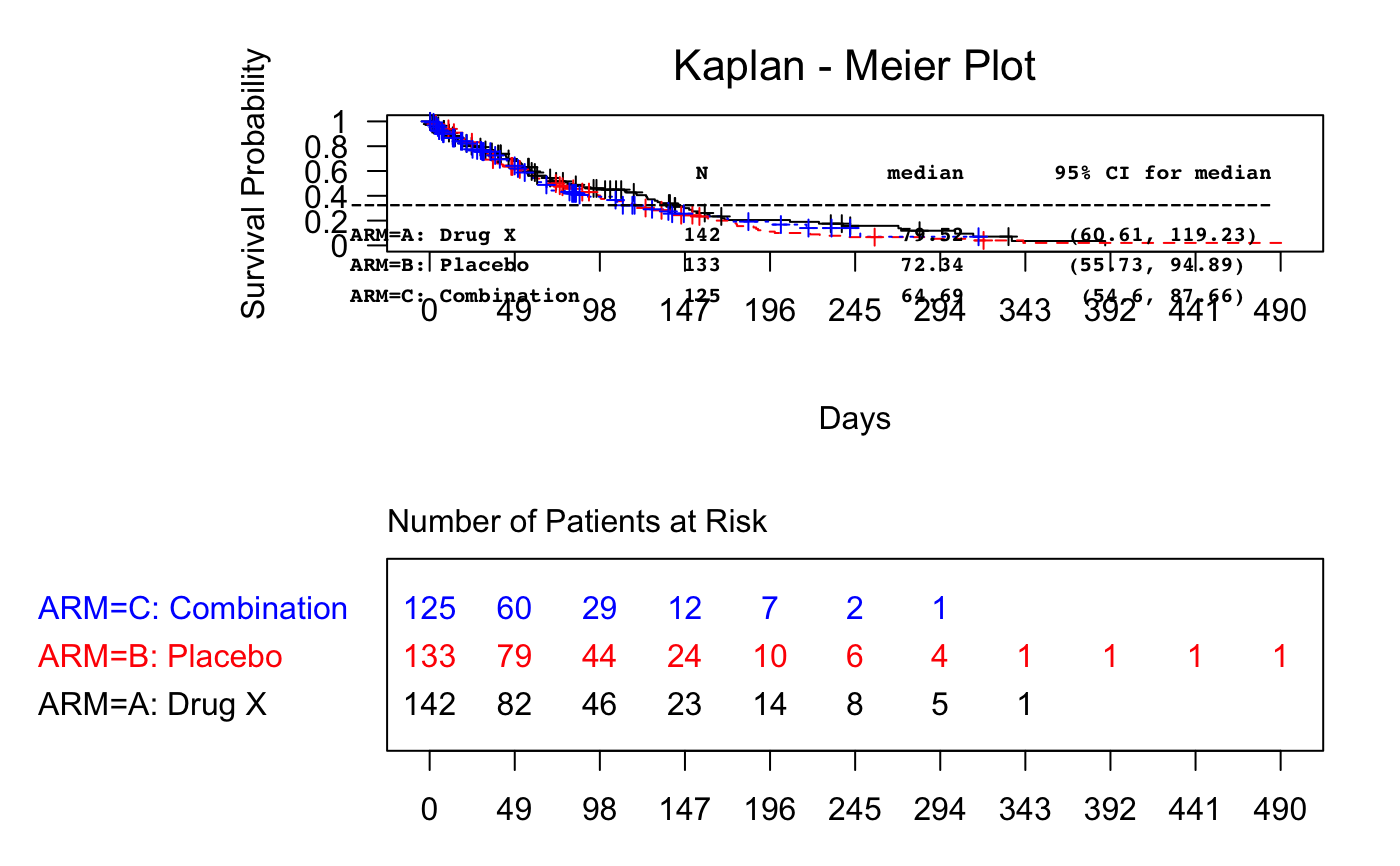 Kaplan - Meier Plot
Survival Probability
1
0.8
0.6
0.4
0.2
0
N median 95% CI for median
ARM=A: Drug X 142 79.52 (60.61, 119.23)
ARM=B: Placebo 133 72.34 (55.73, 94.89)
ARM=C: Combination 125 64.69 (54.6, 87.66)
0 49 98 147 196 245 294 343 392 441 490
Days
Number of Patients at Risk
ARM=C: Combination 125 60 29 12 7 2 1
ARM=B: Placebo 133 79 44 24 10 6 4 1 1 1 1
ARM=A: Drug X 142 82 46 23 14 8 5 1
0 49 98 147 196 245 294 343 392 441 490